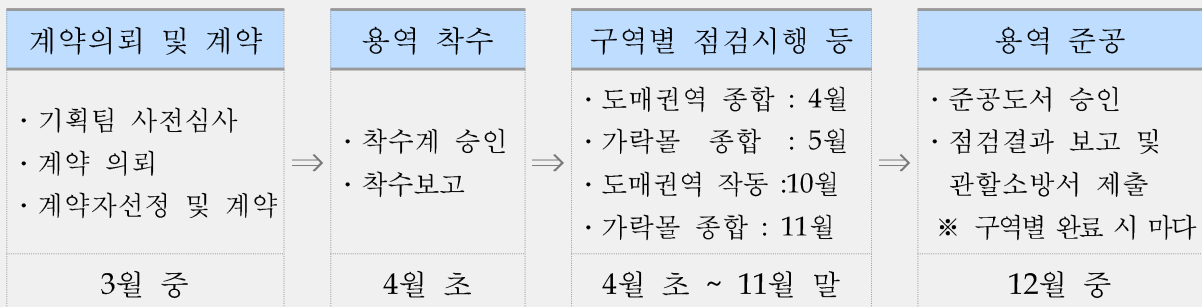 계약의뢰 및 계약
· 기획팀 사전심사
· 계약 의뢰
· 계약자선정 및 계약
3월 중
⇒
용역 착수
· 착수계 승인
· 착수보고
4월 초
⇒
구역별 점검시행 등
· 도매권역 종합 : 4월
· 가락몰 종합 : 5월
· 도매권역 작동 :10월
· 가락몰 종합 : 11월
4월 초 ~ 11월 말
⇒
용역 준공
· 준공도서 승인
· 점검결과 보고 및
관할소방서 제출
※ 구역별 완료 시 마다
12월 중